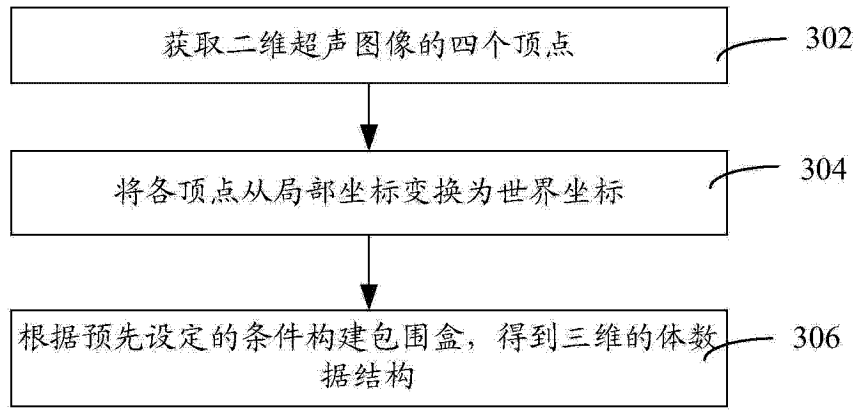 获取二维超声图像的四个顶点
302
将各顶点从局部坐标变换为世界坐标
304
根据预先设定的条件构建包围盒，得到三维的体数
据结构
306